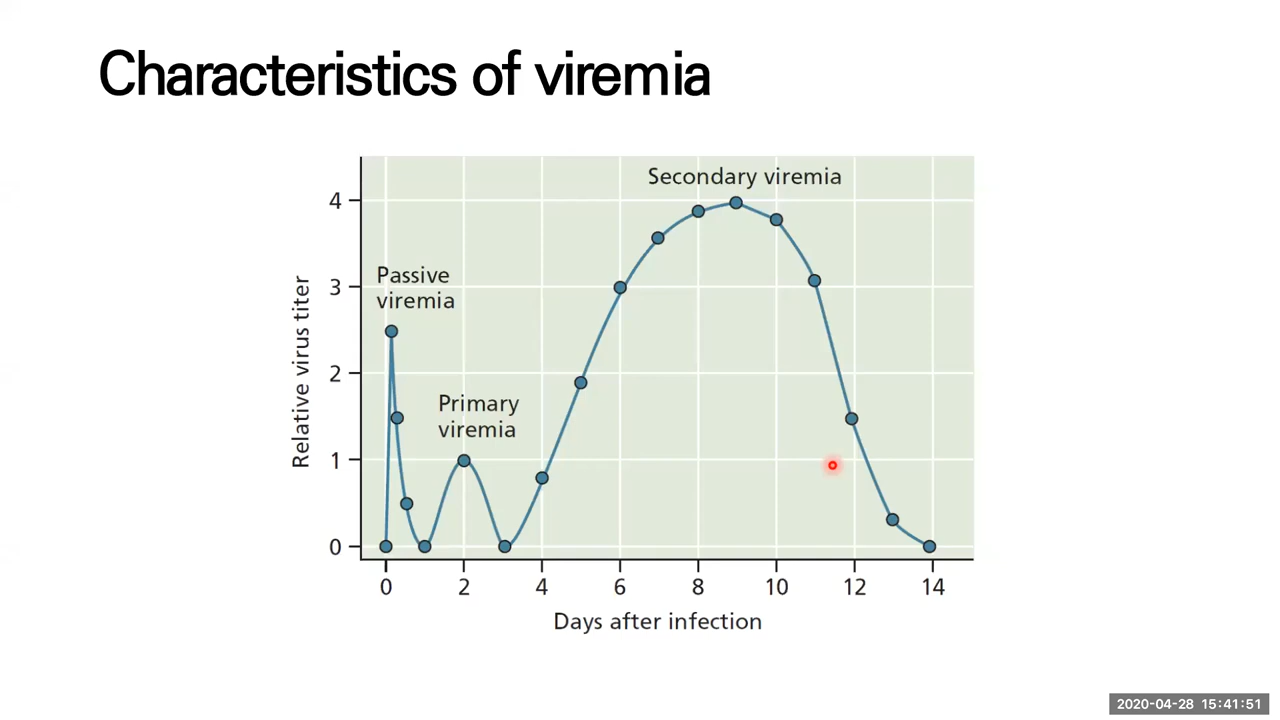 Characteristics of viremia
Secondary viremia
Passive
viremia
Primary
viremia
Relative virus titer
4
3
2
1
0
0 2 4 6 8 10 12 14
Days after infection
2020-04-28 15:41:51